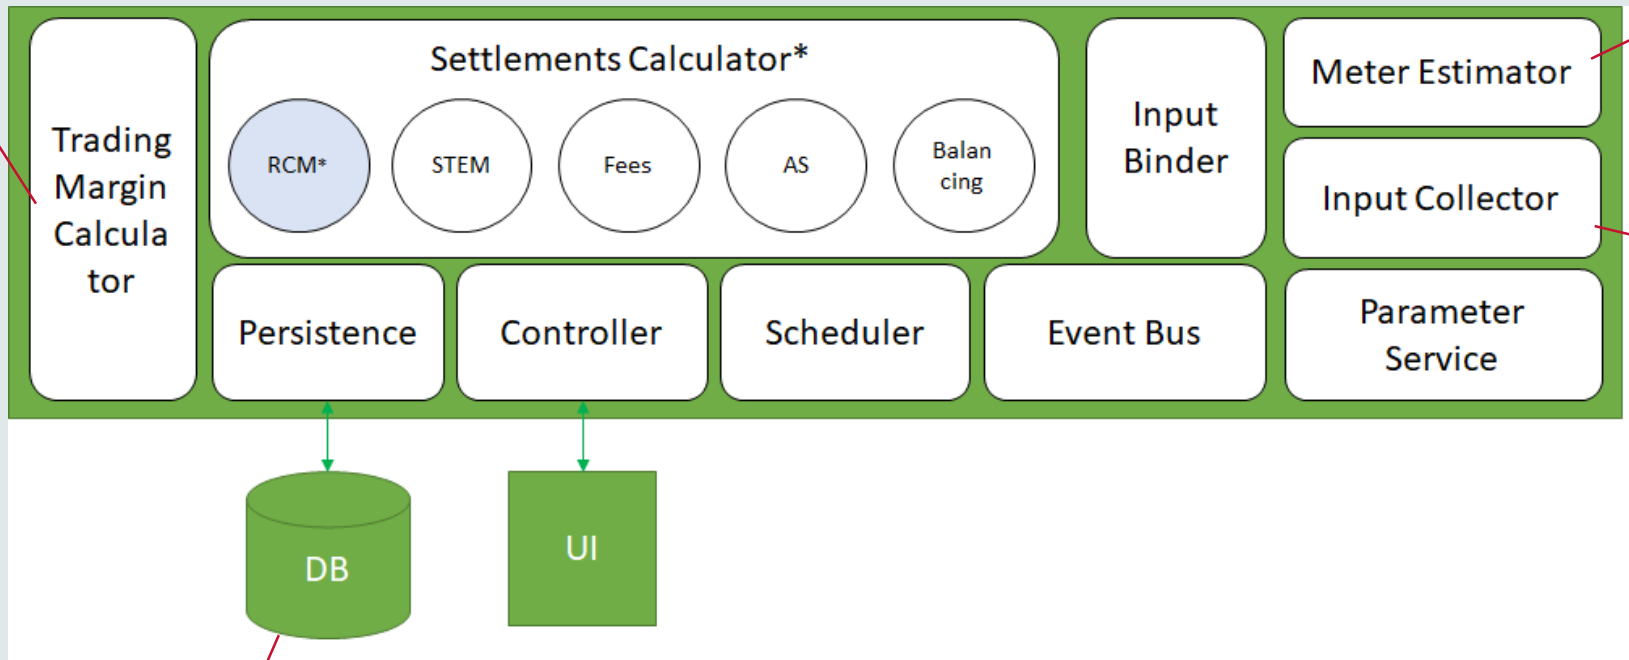 Trading
Margin
Calcula
tor
Settlements Calculator*
RCM*
STEM
Fees
AS
Balan
cing
Input
Binder
Meter Estimator
Input Collector
Parameter
Service
Persistence
Controller
Scheduler
Event Bus
DB
UI